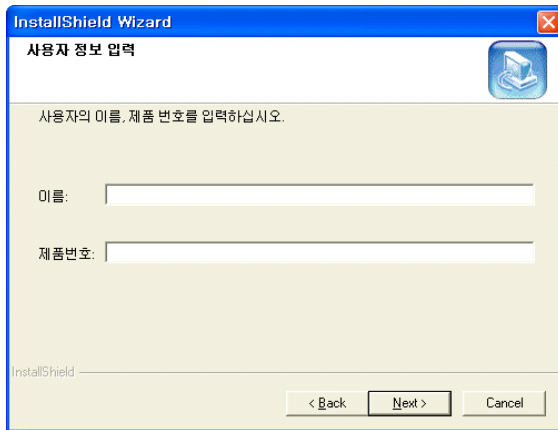 InstallShield Wizard
사용자 정보 입력
사용자의 이름, 제품 번호를 입력하십시오.
이름:
제품번호:
InstallShield
< Back Next > Cancel